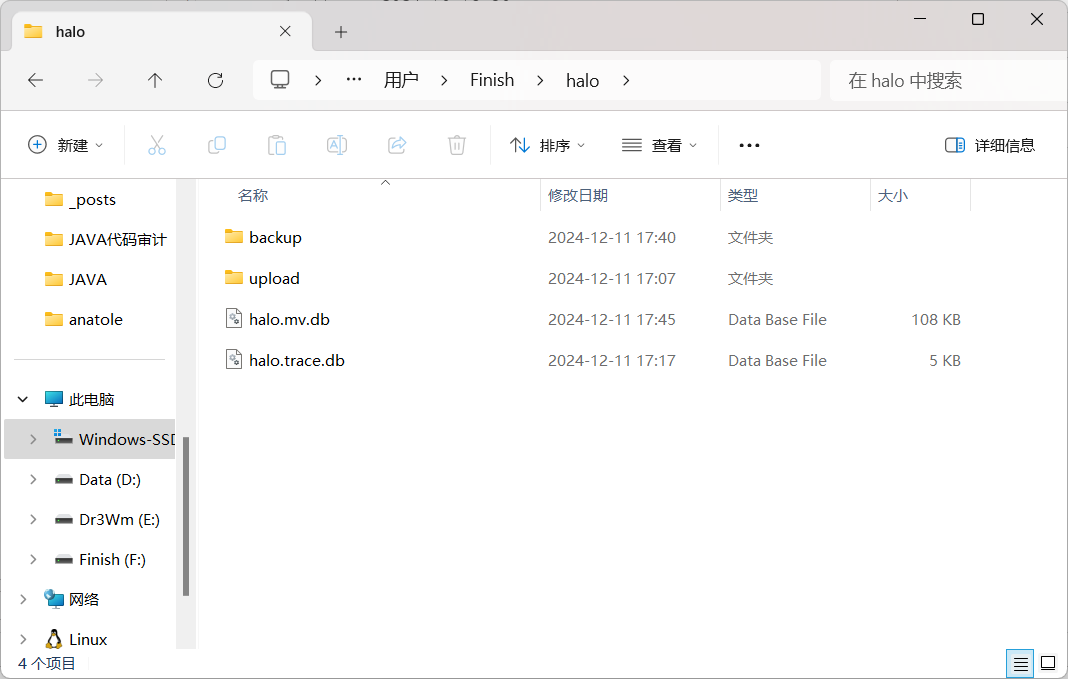 halo
用户 Finish halo
在 halo 中搜索
新建 排序 查看 详细信息
_posts
JAVA代码审计
JAVA
anatole
此电脑
Windows-SSD
Data (D:)
Dr3Wm (E:)
Finish (F:)
网络
Linux
名称 修改日期 类型 大小
backup 2024-12-11 17:40 文件夹
upload 2024-12-11 17:07 文件夹
halo.mv.db 2024-12-11 17:45 Data Base File 108 KB
halo.trace.db 2024-12-11 17:17 Data Base File 5 KB
4 个项目